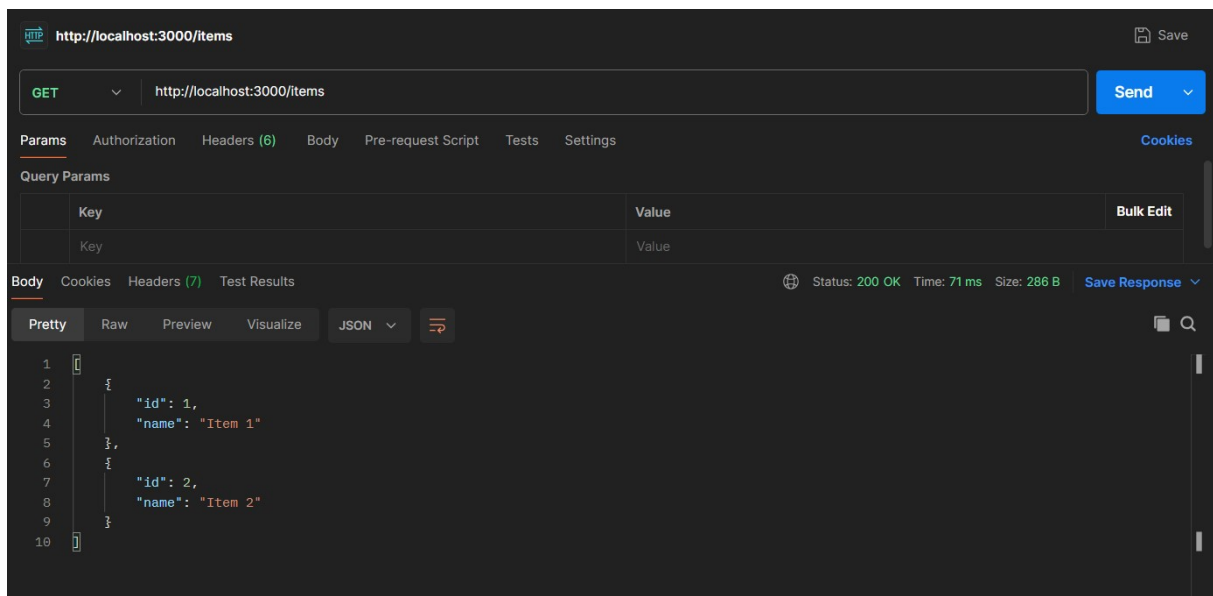 HTTP http://localhost:3000/items Save
GET http://localhost:3000/items Send
Params Authorization Headers (6) Body Pre-request Script Tests Settings Cookies
Query Params
Key Value Bulk Edit
Key Value
Body Cookies Headers (7) Test Results Status: 200 OK Time: 71 ms Size: 286 B Save Response
Pretty Raw Preview Visualize JSON
1 [
2 {
3 "id": 1,
4 "name": "Item 1"
5 },
6 {
7 "id": 2,
8 "name": "Item 2"
9 }
10 ]